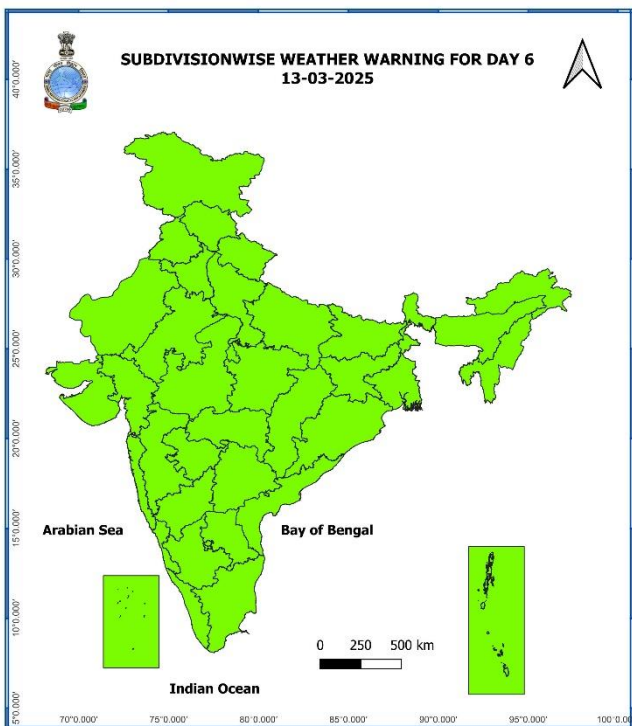 SUBDIVISIONWISE WEATHER WARNING FOR DAY 6
13-03-2025
40°0.000'
35°0.000'
30°0.000'
25°0.000'
20°0.000'
15°0.000'
10°0.000'
5°0.000'
Arabian Sea
Bay of Bengal
0 250 500 km
Indian Ocean
70°0.000' 75°0.000' 80°0.000' 85°0.000' 90°0.000' 95°0.000' 100°0.0